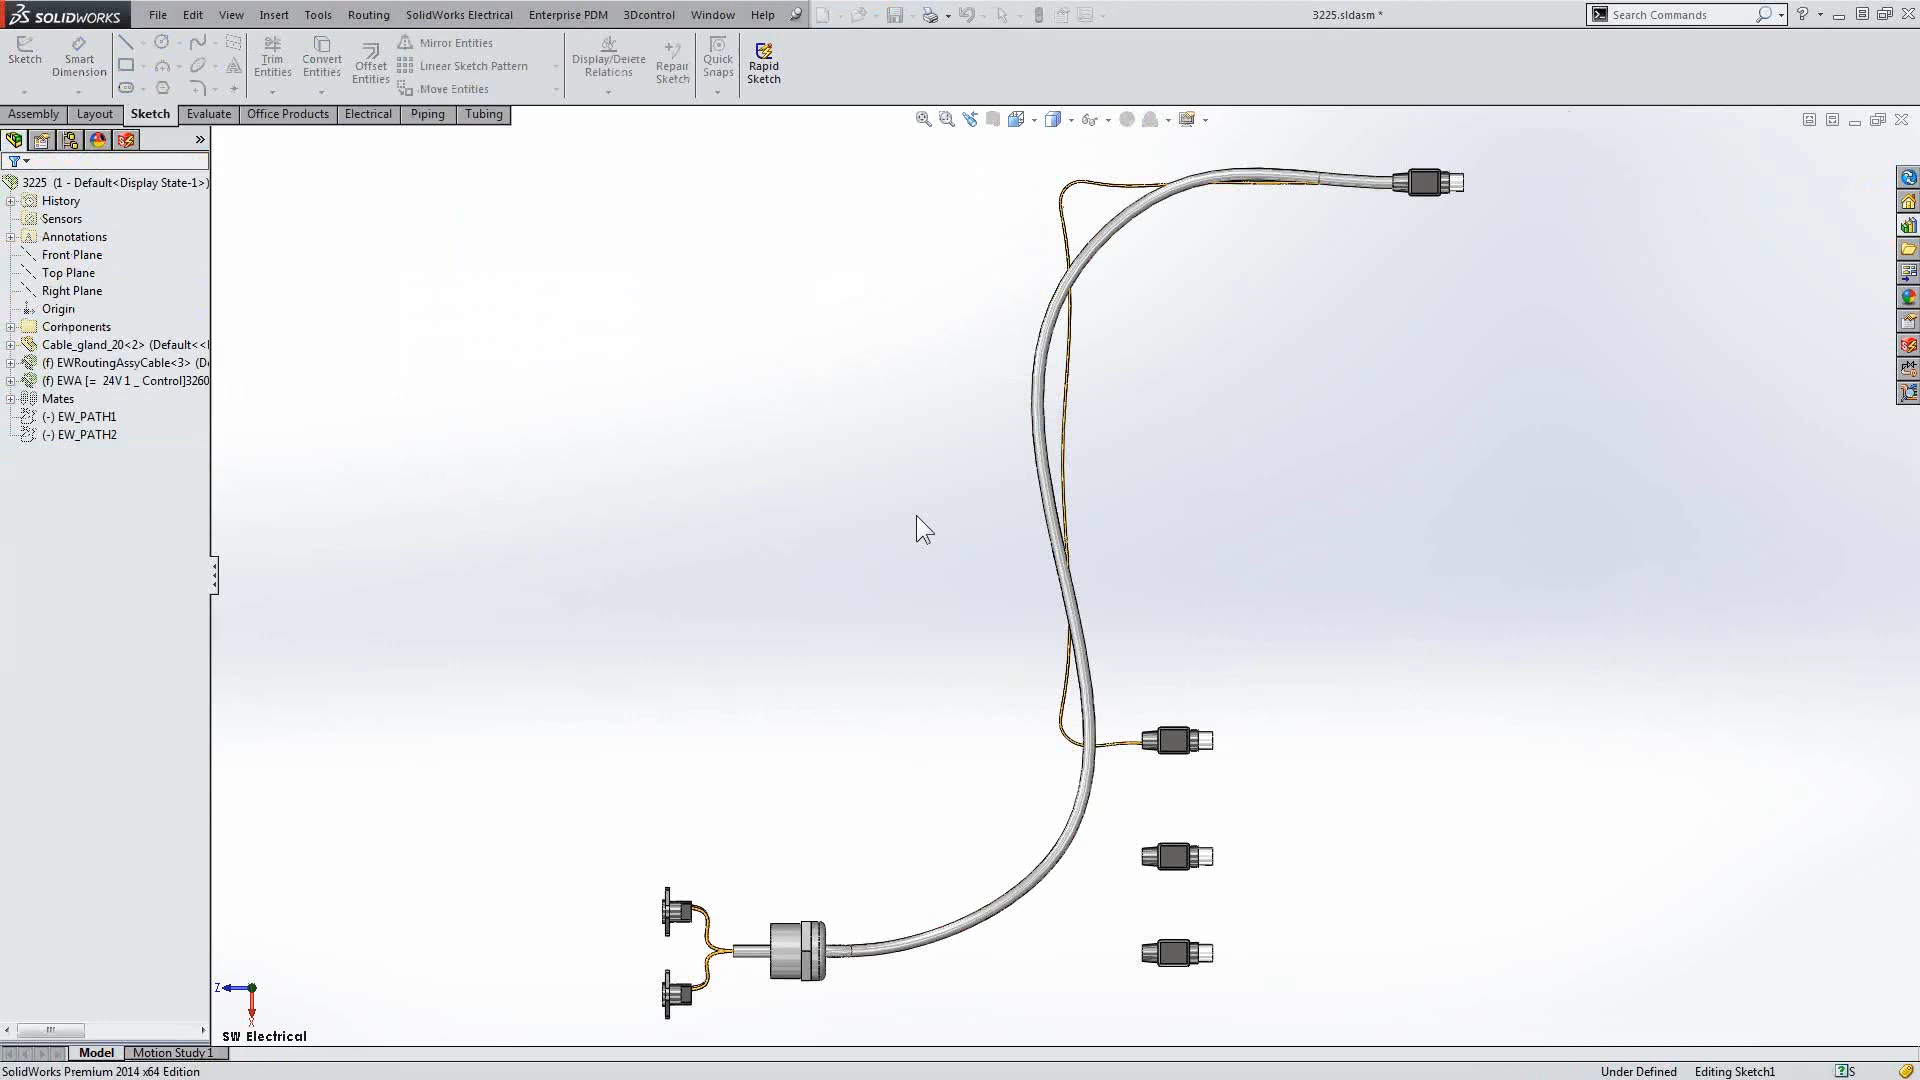 SOLIDWORKS File Edit View Insert Tools Routing SolidWorks Electrical Enterprise PDM 3Dcontrol Window Help 3225.sldasm * Search Commands ?
Sketch Smart Dimension Trim Entities Convert Entities Offset Entities Mirror Entities Linear Sketch Pattern Move Entities Display/Delete Relations Repair Sketch Quick Snaps Rapid Sketch
Assembly Layout Sketch Evaluate Office Products Electrical Piping Tubing
3225 (1 - Default<Display State-1>)
History
Sensors
Annotations
Front Plane
Top Plane
Right Plane
Origin
Components
Cable_gland_20<2> (Default<<
(f) EWRoutingAssyCable<3> (D
(f) EWA [= 24V 1 _ Control]3260
Mates
(-) EW_PATH1
(-) EW_PATH2
Z
X
SW Electrical
Model Motion Study 1
SolidWorks Premium 2014 x64 Edition Under Defined Editing Sketch1 ?S